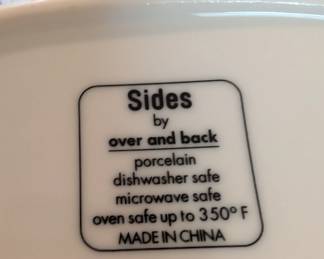 Sides
by
over and back
porcelain
dishwasher safe
microwave safe
oven safe up to 350° F
MADE IN CHINA